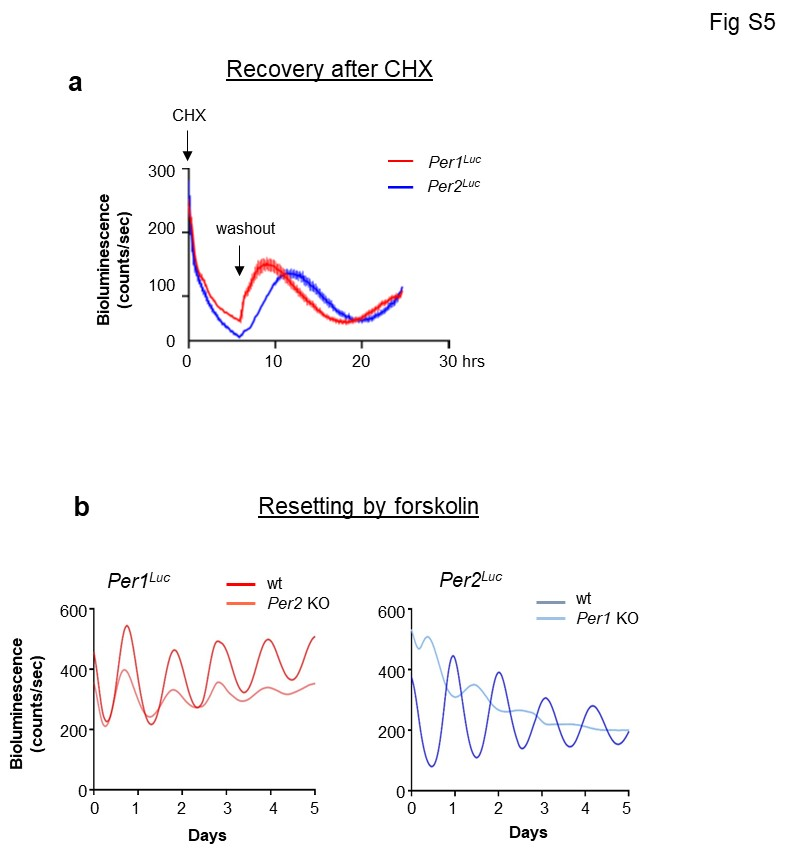 Fig S5
a
Recovery after CHX
CHX
Per1Luc
Per2Luc
washout
Bioluminescence
(counts/sec)
300
200
100
0
0 10 20 30 hrs
b
Resetting by forskolin
Per1Luc
wt
Per2 KO
Bioluminescence
(counts/sec)
600
400
200
0
0 1 2 3 4 5
Days
Per2Luc
wt
Per1 KO
600
400
200
0
0 1 2 3 4 5
Days